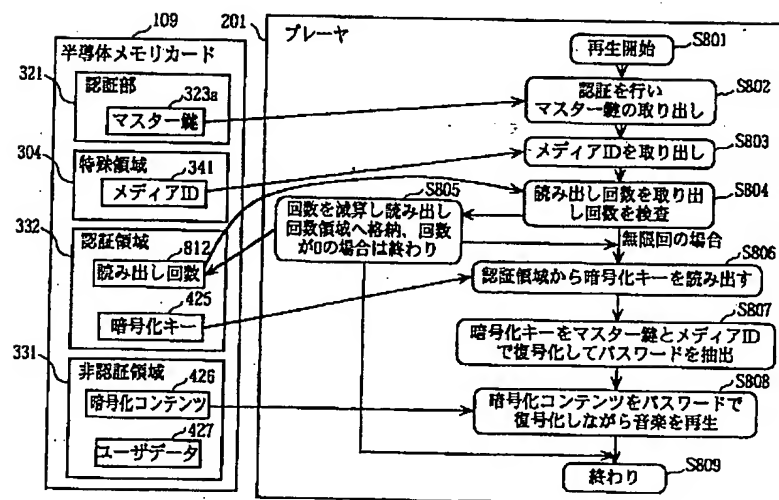 109
半導体メモリカード
321
認証部
323a
マスター鍵
304
特殊領域
341
メディアID
332
認証領域
812
読み出し回数
425
暗号化キー
331
非認証領域
426
暗号化コンテンツ
427
ユーザデータ
201
プレーヤ
再生開始
S801
認証を行い
マスター鍵の取り出し
S802
メディアIDを取り出し
S803
読み出し回数を取り出
し回数を検査
S804
S805
回数を減算し読み出し
回数領域へ格納、回数
が0の場合は終わり
無限回の場合
S806
認証領域から暗号化キーを読み出す
S807
暗号化キーをマスター鍵とメディアID
で復号化してパスワードを抽出
S808
暗号化コンテンツをパスワードで
復号化しながら音楽を再生
終わり
S809